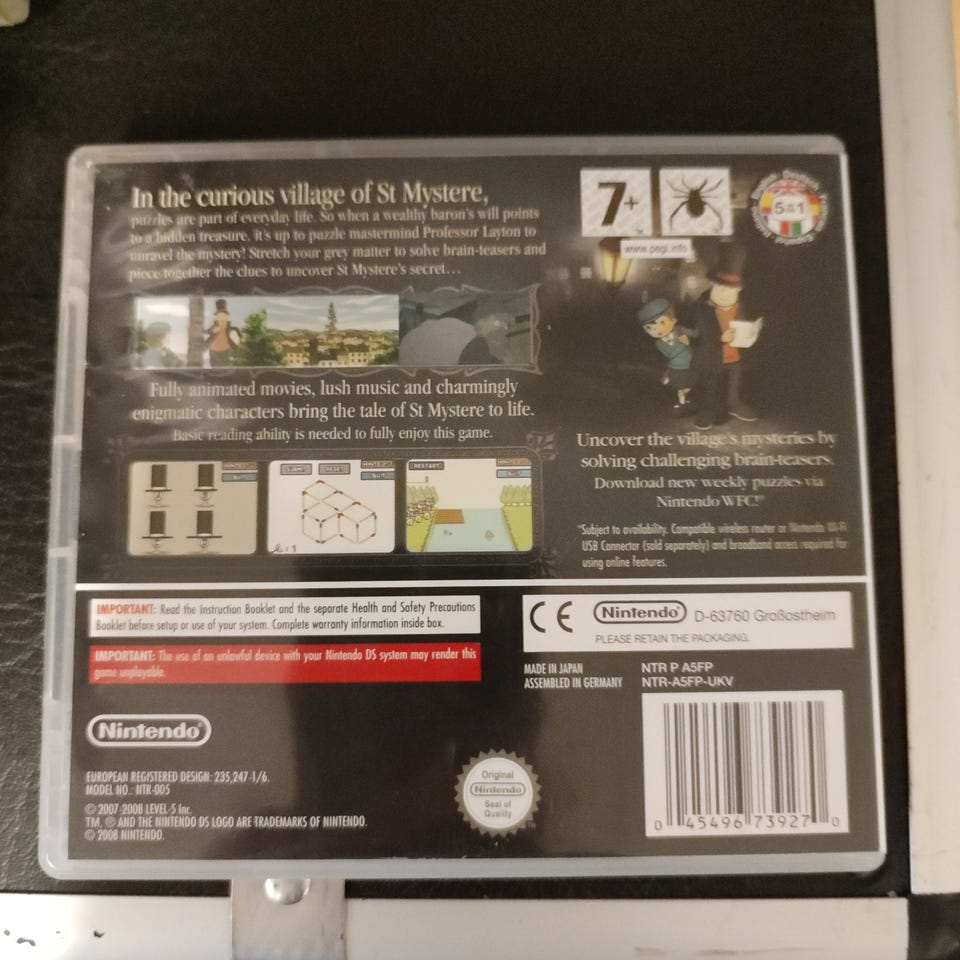 In the curious village of St Mystere,
puzzles are part of everyday life. So when a wealthy baron's will points
to a hidden treasure, it's up to puzzle mastermind Professor Layton to
unravel the mystery! Stretch your grey matter to solve brain-teasers and
piece together the clues to uncover St Mystere's secret...
7+
www.pegi.info
5in1
Fully animated movies, lush music and charmingly
enigmatic characters bring the tale of St Mystere to life.
Basic reading ability is needed to fully enjoy this game.
QUIT
SUBMIT RESET
QUIT
RESTART
QUIT
Uncover the village's mysteries by
solving challenging brain-teasers.
Download new weekly puzzles via
Nintendo WFC!*
*Subject to availability. Compatible wireless router or Nintendo Wi-Fi
USB Connector (sold separately) and broadband access required for
using online features.
IMPORTANT: Read the Instruction Booklet and the separate Health and Safety Precautions
Booklet before setup or use of your system. Complete warranty information inside box.
IMPORTANT: The use of an unlawful device with your Nintendo DS system may render this
game unplayable.
CE Nintendo® D-63760 Großostheim
PLEASE RETAIN THE PACKAGING.
MADE IN JAPAN
ASSEMBLED IN GERMANY
NTR P A5FP
NTR-A5FP-UKV
Nintendo®
EUROPEAN REGISTERED DESIGN: 235,247-1/6.
MODEL NO.: NTR-005
© 2007-2008 LEVEL-5 Inc.
TM, ® AND THE NINTENDO DS LOGO ARE TRADEMARKS OF NINTENDO.
© 2008 NINTENDO.
Original
Nintendo
Seal of
Quality
TM
0 45496 73927 0